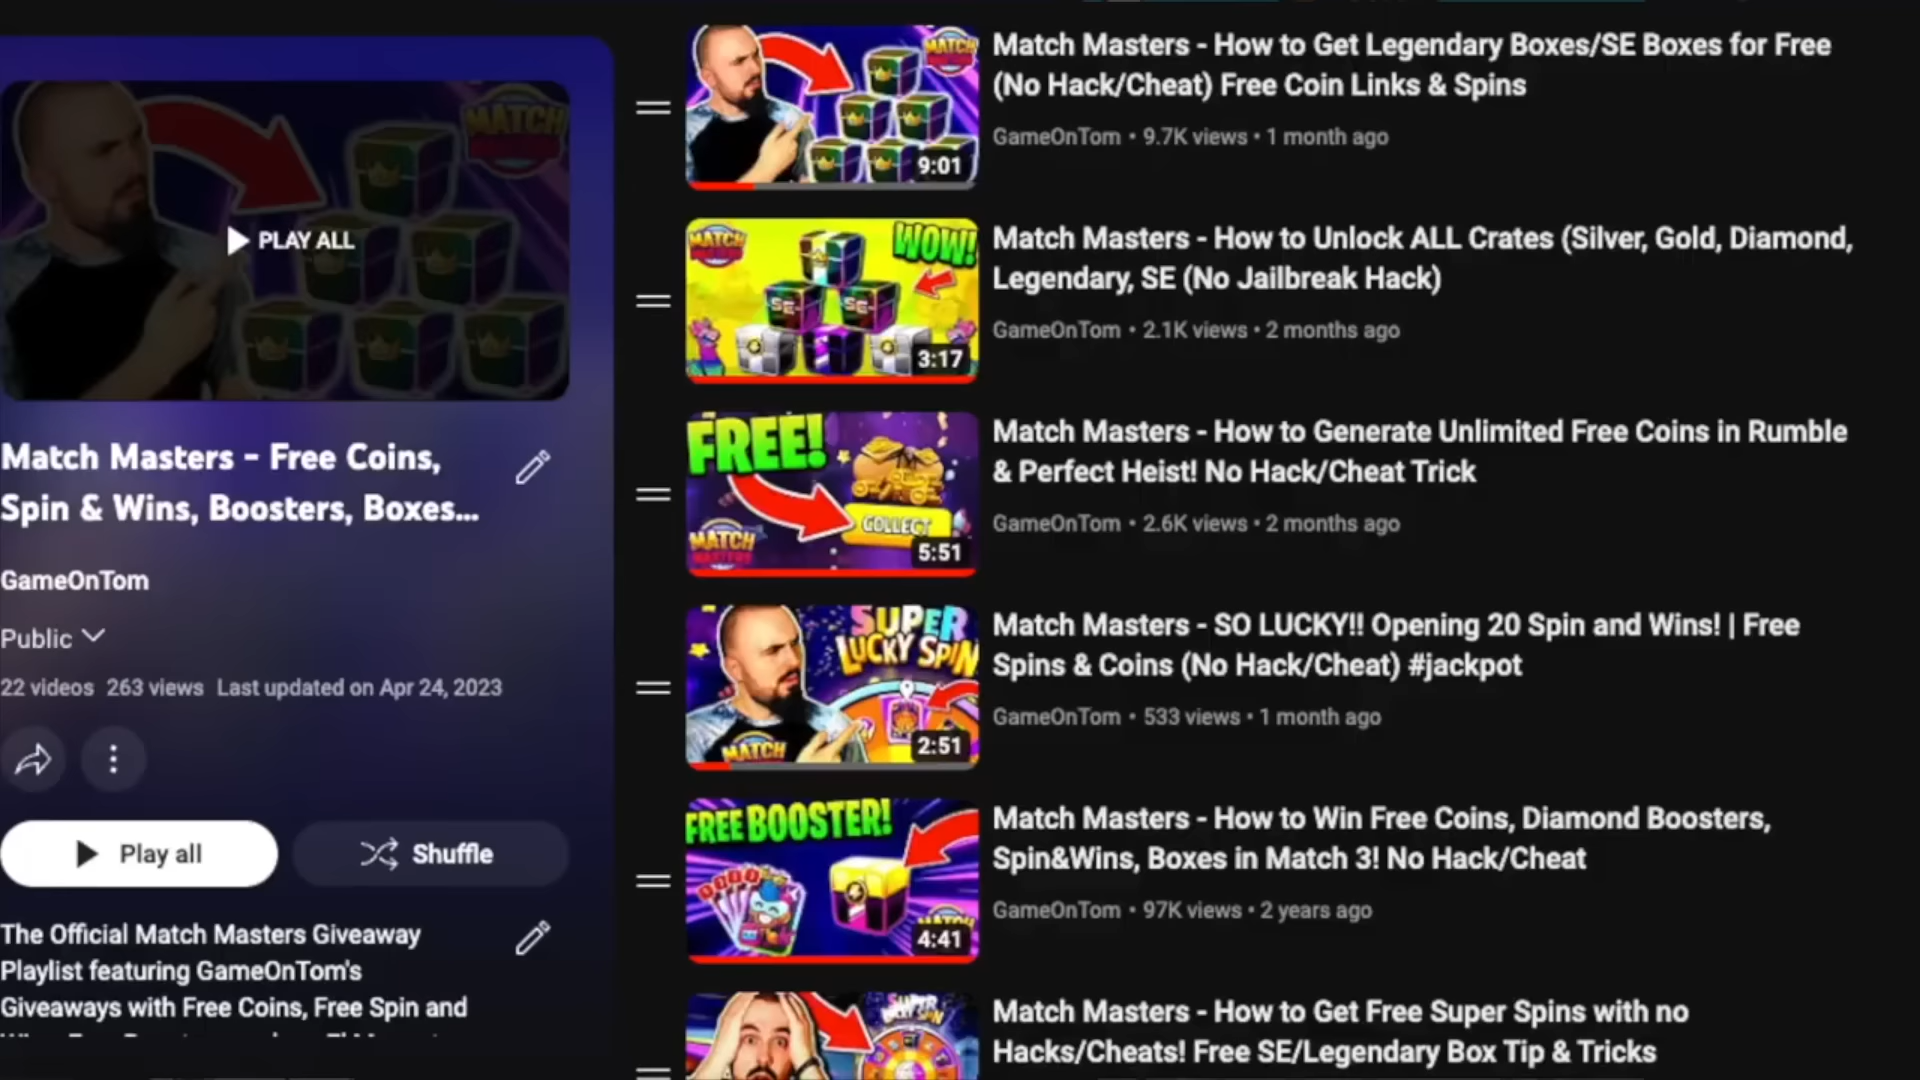 PLAY ALL
Match Masters - Free Coins,
Spin & Wins, Boosters, Boxes...
GameOnTom
Public
22 videos 263 views Last updated on Apr 24, 2023
Play all
Shuffle
The Official Match Masters Giveaway
Playlist featuring GameOnTom's
Giveaways with Free Coins, Free Spin and
MATCH
9:01
Match Masters - How to Get Legendary Boxes/SE Boxes for Free
(No Hack/Cheat) Free Coin Links & Spins
GameOnTom • 9.7K views • 1 month ago
MATCH
WOW!
SE
SE
3:17
Match Masters - How to Unlock ALL Crates (Silver, Gold, Diamond,
Legendary, SE (No Jailbreak Hack)
GameOnTom • 2.1K views • 2 months ago
FREE!
COLLECT
MATCH
MASTERS
5:51
Match Masters - How to Generate Unlimited Free Coins in Rumble
& Perfect Heist! No Hack/Cheat Trick
GameOnTom • 2.6K views • 2 months ago
SUPER
LUCKY SPIN
MATCH
2:51
Match Masters - SO LUCKY!! Opening 20 Spin and Wins! | Free
Spins & Coins (No Hack/Cheat) #jackpot
GameOnTom • 533 views • 1 month ago
FREE BOOSTER!
MATCH
4:41
Match Masters - How to Win Free Coins, Diamond Boosters,
Spin&Wins, Boxes in Match 3! No Hack/Cheat
GameOnTom • 97K views • 2 years ago
SUPER
Match Masters - How to Get Free Super Spins with no
Hacks/Cheats! Free SE/Legendary Box Tip & Tricks